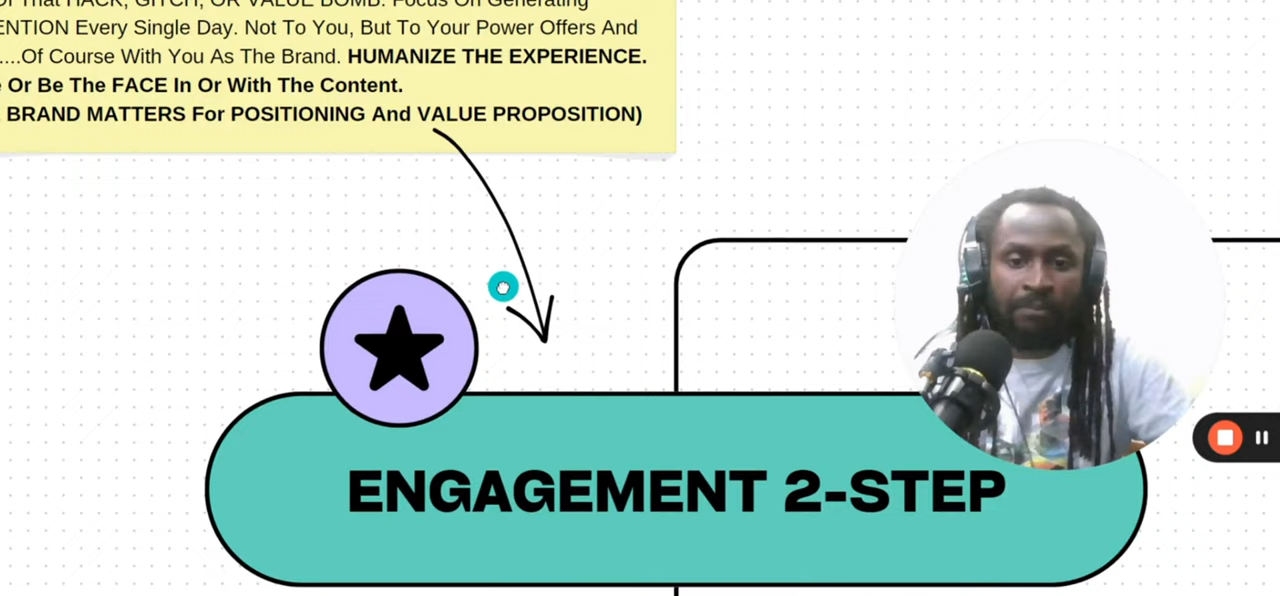 That HACK, GITCH, OR VALUE BOMB. Focus On Generating
ENTION Every Single Day. Not To You, But To Your Power Offers And
....Of Course With You As The Brand. HUMANIZE THE EXPERIENCE.
Or Be The FACE In Or With The Content.
BRAND MATTERS For POSITIONING And VALUE PROPOSITION)
ENGAGEMENT 2-STEP